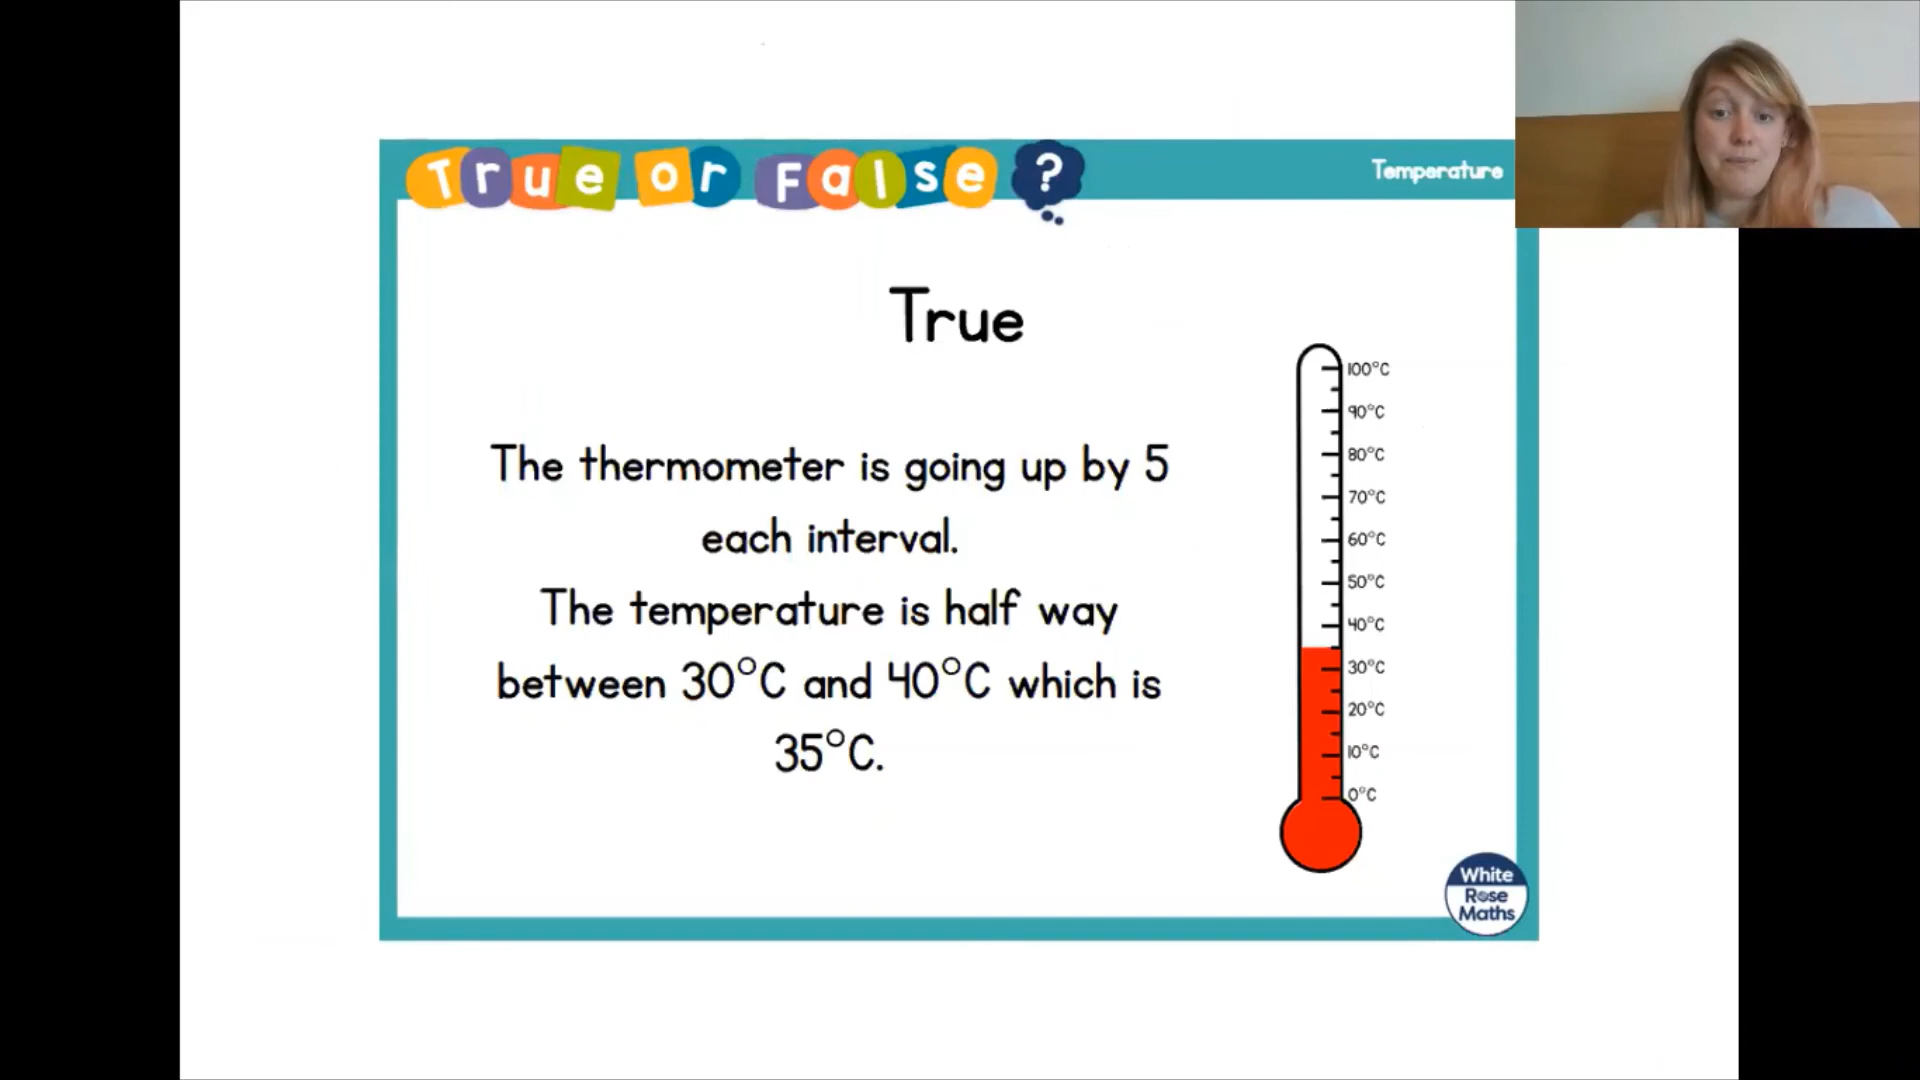 True or False ?
Temperature
True
The thermometer is going up by 5
each interval.
The temperature is half way
between 30°C and 40°C which is
35°C.
100°C
90°C
80°C
70°C
60°C
50°C
40°C
30°C
20°C
10°C
0°C
White
Rose
Maths